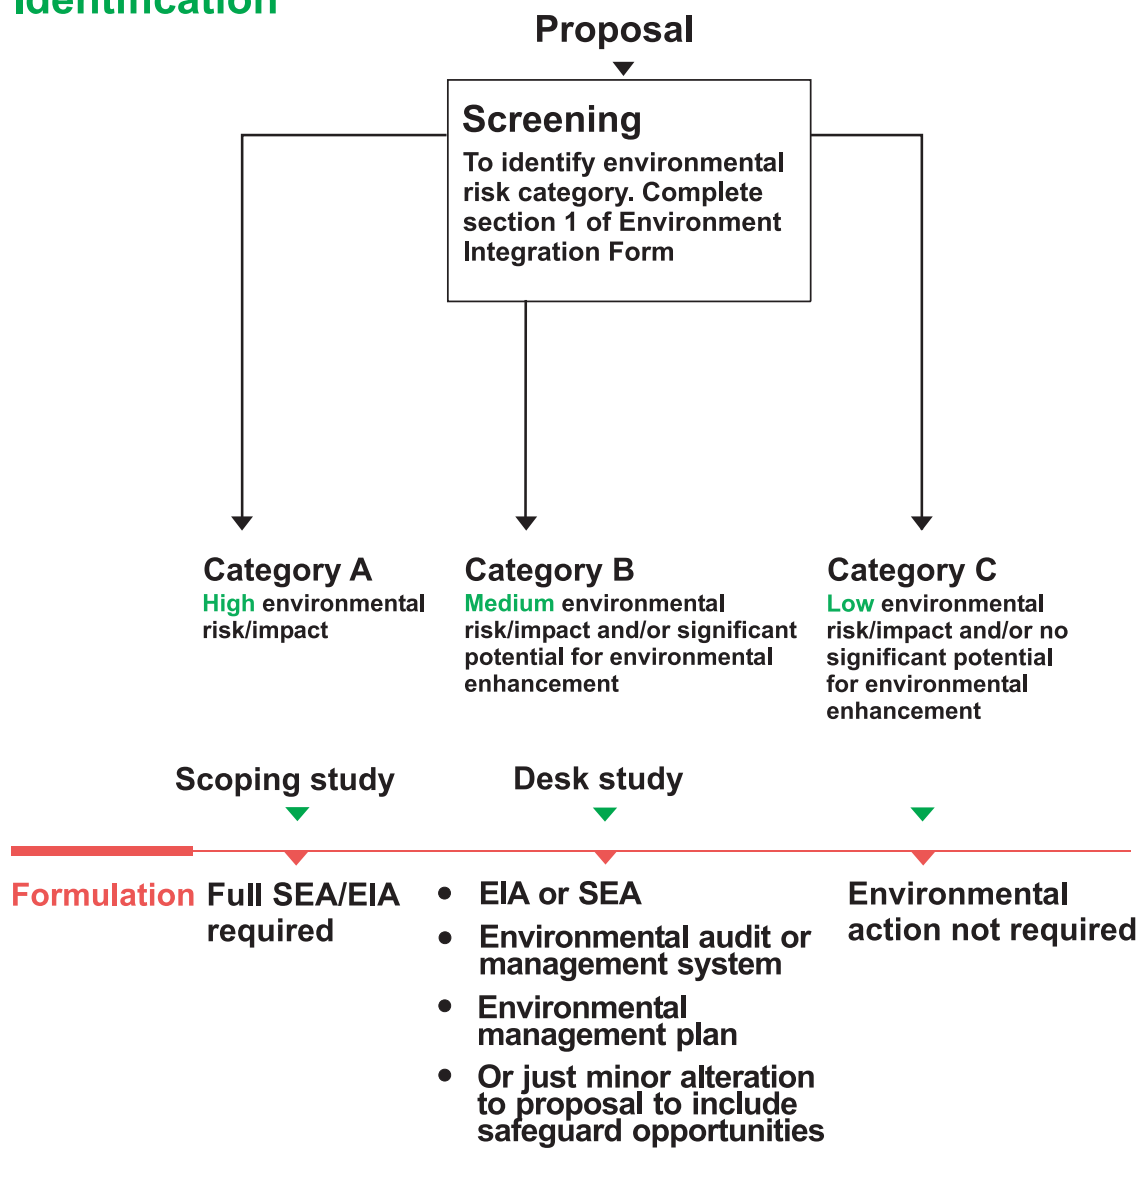 Identification
Proposal
Screening
To identify environmental
risk category. Complete
section 1 of Environment
Integration Form
Category A
High environmental
risk/impact
Category B
Medium environmental
risk/impact and/or significant
potential for environmental
enhancement
Category C
Low environmental
risk/impact and/or no
significant potential
for environmental
enhancement
Scoping study
Desk study
Formulation
Full SEA/EIA
required
• EIA or SEA
• Environmental audit or
management system
• Environmental
management plan
• Or just minor alteration
to proposal to include
safeguard opportunities
Environmental
action not required